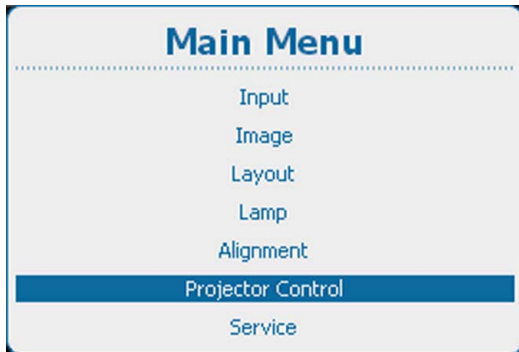 Main Menu
Input
Image
Layout
Lamp
Alignment
Projector Control
Service